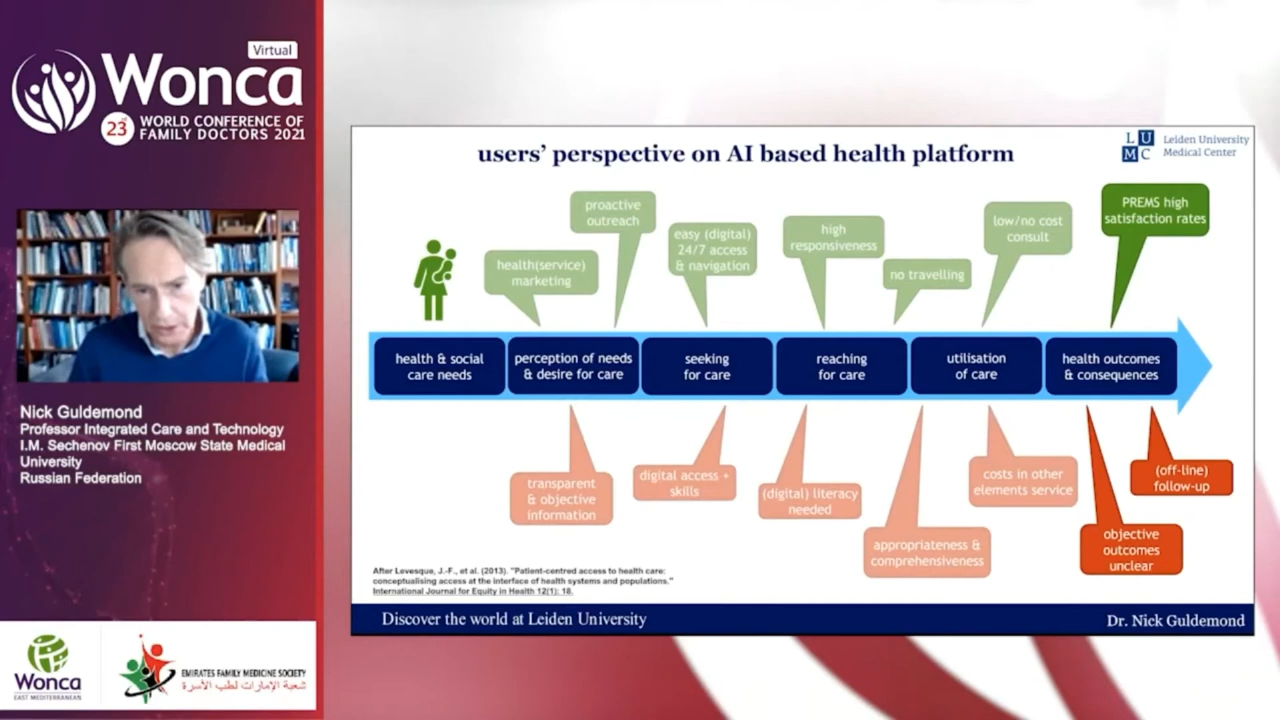 Virtual
Wonca
23rd
WORLD CONFERENCE OF
FAMILY DOCTORS 2021
Nick Guldemond
Professor Integrated Care and Technology
I.M. Sechenov First Moscow State Medical
University
Russian Federation
Wonca
EAST MEDITERRANEAN
EMIRATES FAMILY MEDICINE SOCIETY
شعبة الإمارات لطب الأسرة
users' perspective on AI based health platform
L U
M C
Leiden University
Medical Center
health(service)
marketing
proactive
outreach
easy (digital)
24/7 access
& navigation
high
responsiveness
no travelling
low/no cost
consult
PREMS high
satisfaction rates
health & social
care needs
perception of needs
& desire for care
seeking
for care
reaching
for care
utilisation
of care
health outcomes
& consequences
transparent
& objective
information
digital access +
skills
(digital) literacy
needed
appropriateness &
comprehensiveness
costs in other
elements service
objective
outcomes
unclear
(off-line)
follow-up
After Levesque, J.-F., et al. (2013). "Patient-centred access to health care:
conceptualising access at the interface of health systems and populations."
International Journal for Equity in Health 12(1): 18.
Discover the world at Leiden University
Dr. Nick Guldemond